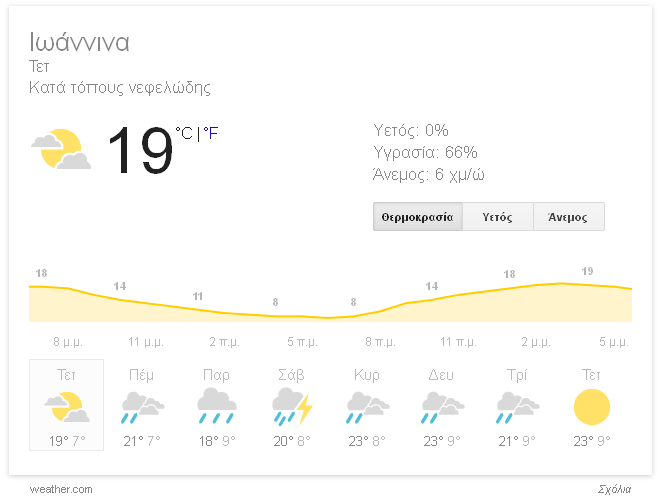 Ιωάννινα
Τετ
Κατά τόπους νεφελώδης
19 °C | °F
Υετός: 0%
Υγρασία: 66%
Άνεμος: 6 χμ/ώ
Θερμοκρασία Υετός Άνεμος
18 14 11 8 8 14 18 19
8 μ.μ. 11 μ.μ. 2 π.μ. 5 π.μ. 8 π.μ. 11 π.μ. 2 μ.μ. 5 μ.μ.
Τετ Πέμ Παρ Σάβ Κυρ Δευ Τρί Τετ
19° 7° 21° 7° 18° 9° 20° 8° 23° 8° 23° 9° 21° 9° 23° 9°
weather.com Σχόλια